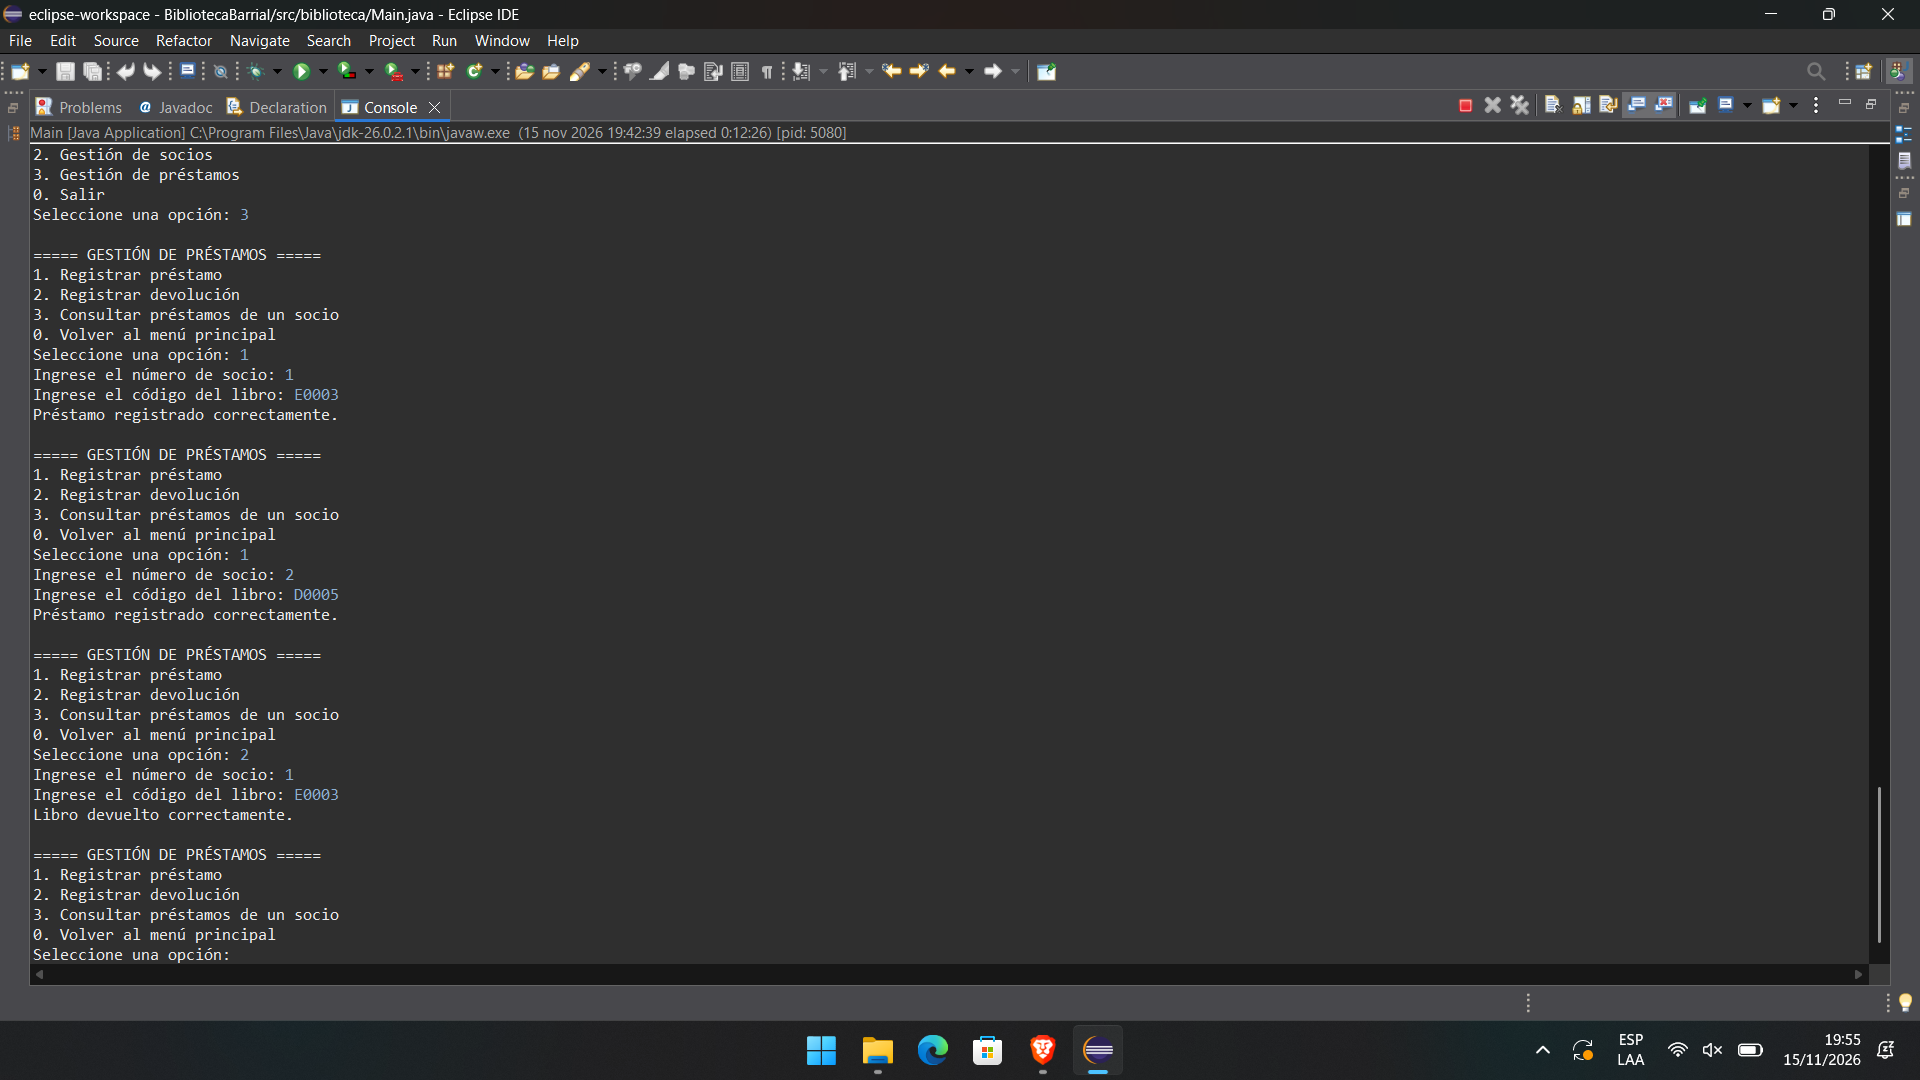 eclipse-workspace - BibliotecaBarrial/src/biblioteca/Main.java - Eclipse IDE
File Edit Source Refactor Navigate Search Project Run Window Help
Problems Javadoc Declaration Console
Main [Java Application] C:\Program Files\Java\jdk-26.0.2.1\bin\javaw.exe (15 nov 2026 19:42:39 elapsed 0:12:26) [pid: 5080]
2. Gestión de socios
3. Gestión de préstamos
0. Salir
Seleccione una opción: 3
===== GESTIÓN DE PRÉSTAMOS =====
1. Registrar préstamo
2. Registrar devolución
3. Consultar préstamos de un socio
0. Volver al menú principal
Seleccione una opción: 1
Ingrese el número de socio: 1
Ingrese el código del libro: E0003
Préstamo registrado correctamente.
===== GESTIÓN DE PRÉSTAMOS =====
1. Registrar préstamo
2. Registrar devolución
3. Consultar préstamos de un socio
0. Volver al menú principal
Seleccione una opción: 1
Ingrese el número de socio: 2
Ingrese el código del libro: D0005
Préstamo registrado correctamente.
===== GESTIÓN DE PRÉSTAMOS =====
1. Registrar préstamo
2. Registrar devolución
3. Consultar préstamos de un socio
0. Volver al menú principal
Seleccione una opción: 2
Ingrese el número de socio: 1
Ingrese el código del libro: E0003
Libro devuelto correctamente.
===== GESTIÓN DE PRÉSTAMOS =====
1. Registrar préstamo
2. Registrar devolución
3. Consultar préstamos de un socio
0. Volver al menú principal
Seleccione una opción:
ESP
LAA
19:55
15/11/2026